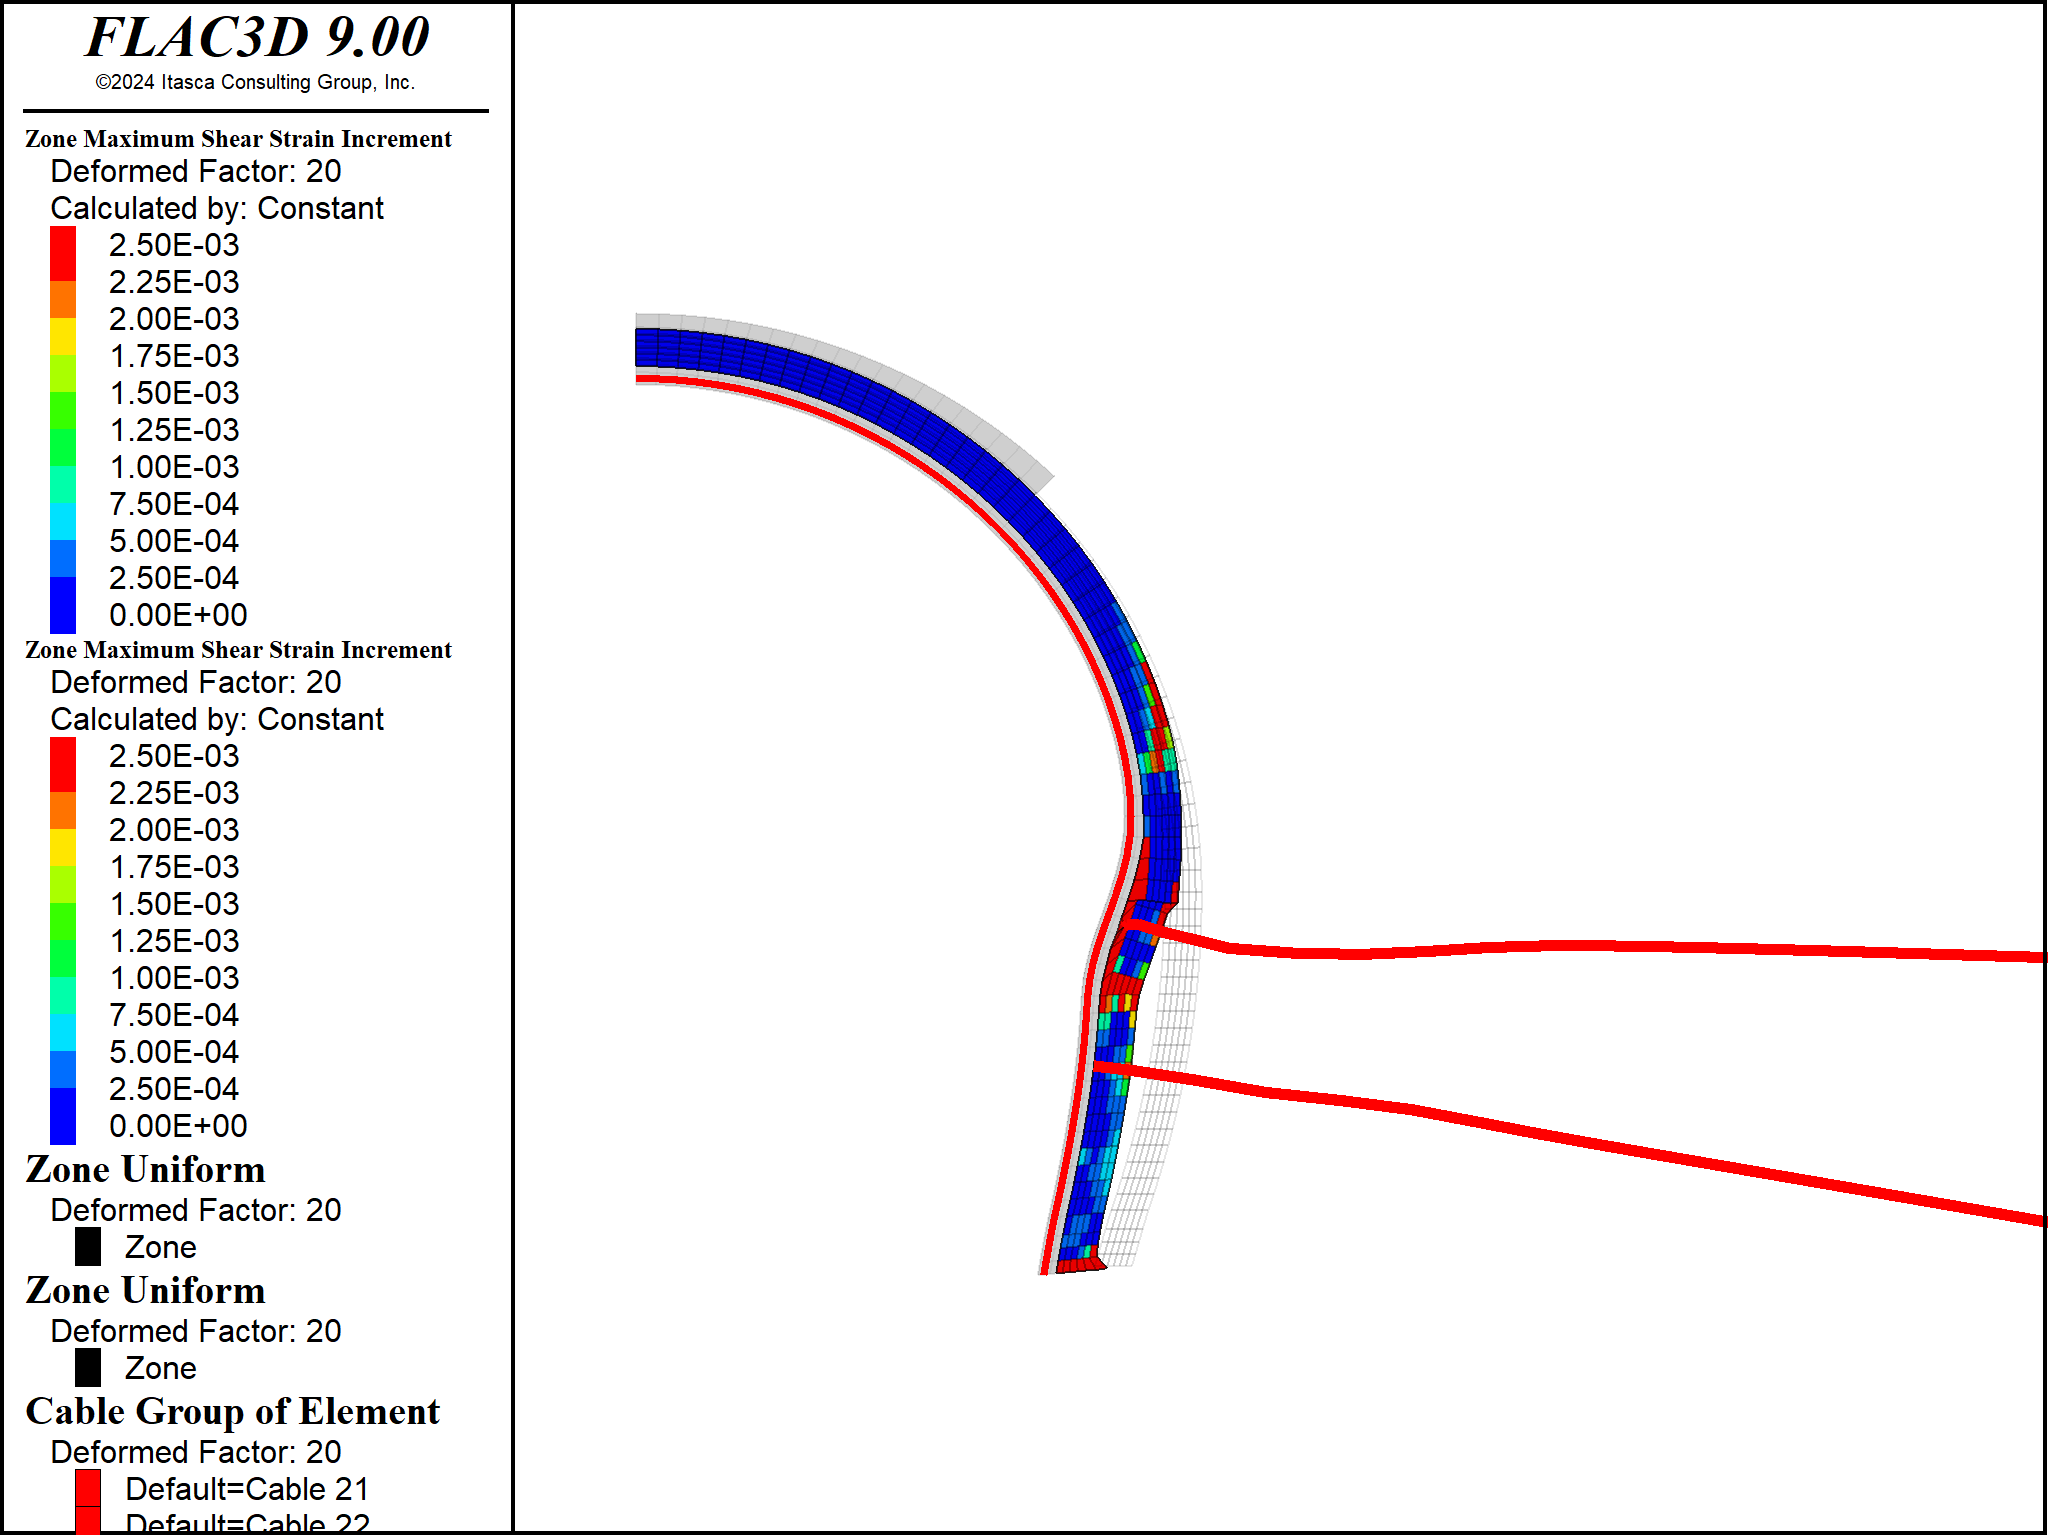 FLAC3D 9.00
©2024 Itasca Consulting Group, Inc.
Zone Maximum Shear Strain Increment
Deformed Factor: 20
Calculated by: Constant
2.50E-03
2.25E-03
2.00E-03
1.75E-03
1.50E-03
1.25E-03
1.00E-03
7.50E-04
5.00E-04
2.50E-04
0.00E+00
Zone Maximum Shear Strain Increment
Deformed Factor: 20
Calculated by: Constant
2.50E-03
2.25E-03
2.00E-03
1.75E-03
1.50E-03
1.25E-03
1.00E-03
7.50E-04
5.00E-04
2.50E-04
0.00E+00
Zone Uniform
Deformed Factor: 20
Zone
Zone Uniform
Deformed Factor: 20
Zone
Cable Group of Element
Deformed Factor: 20
Default=Cable 21
Default=Cable 22